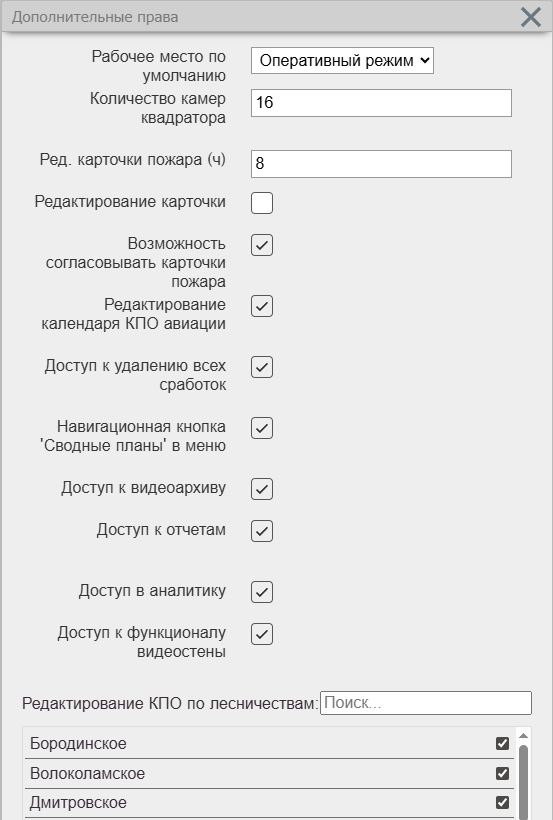 Дополнительные права
Рабочее место по
умолчанию
Оперативный режим
Количество камер
квадратора
16
Ред. карточки пожара (ч)
8
Редактирование карточки
Возможность
согласовывать карточки
пожара
Редактирование
календаря КПО авиации
Доступ к удалению всех
сработок
Навигационная кнопка
'Сводные планы' в меню
Доступ к видеоархиву
Доступ к отчетам
Доступ в аналитику
Доступ к функционалу
видеостены
Редактирование КПО по лесничествам:
Поиск...
Бородинское
Волоколамское
Дмитровское